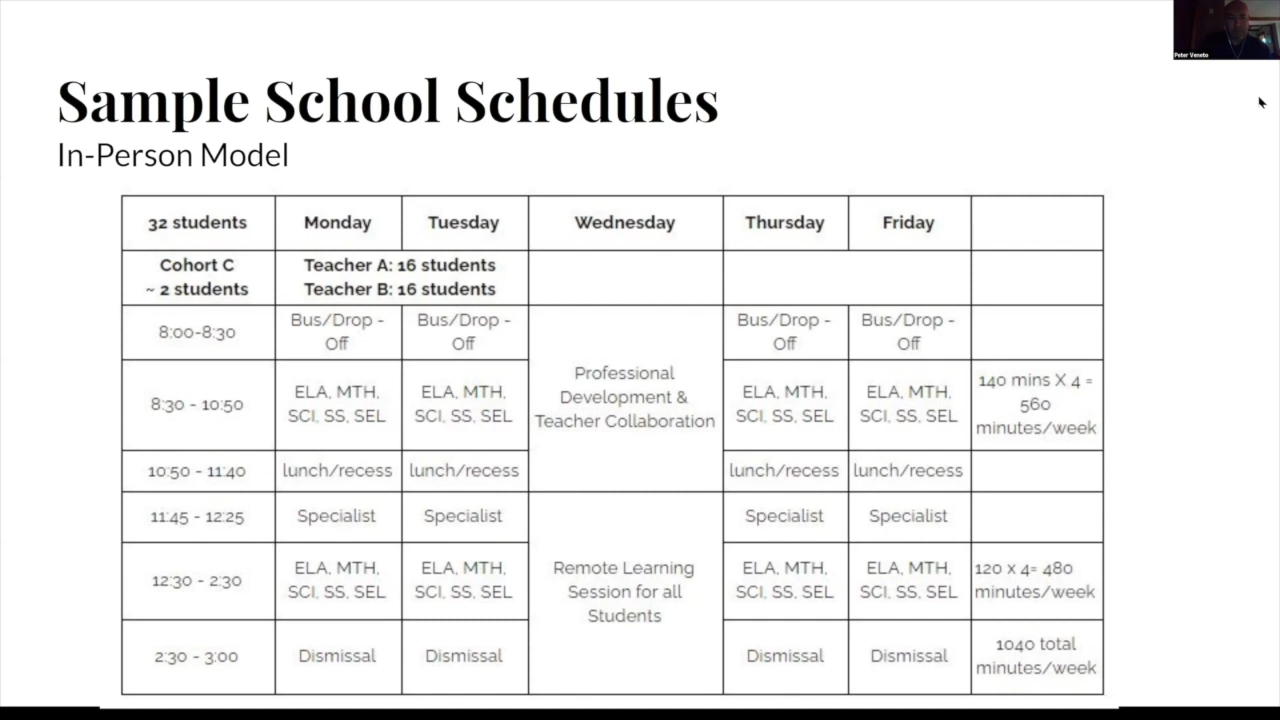 Peter Veneto
Sample School Schedules
In-Person Model
32 students Monday Tuesday Wednesday Thursday Friday
Cohort C
~ 2 students
Teacher A: 16 students
Teacher B: 16 students
8:00-8:30
Bus/Drop -
Off
Bus/Drop -
Off
Professional
Development &
Teacher Collaboration
Bus/Drop -
Off
Bus/Drop -
Off
8:30 - 10:50
ELA, MTH,
SCI, SS, SEL
ELA, MTH,
SCI, SS, SEL
ELA, MTH,
SCI, SS, SEL
ELA, MTH,
SCI, SS, SEL
140 mins X 4 =
560
minutes/week
10:50 - 11:40 lunch/recess lunch/recess lunch/recess lunch/recess
11:45 - 12:25 Specialist Specialist Specialist Specialist
12:30 - 2:30
ELA, MTH,
SCI, SS, SEL
ELA, MTH,
SCI, SS, SEL
Remote Learning
Session for all
Students
ELA, MTH,
SCI, SS, SEL
ELA, MTH,
SCI, SS, SEL
120 x 4= 480
minutes/week
2:30 - 3:00 Dismissal Dismissal Dismissal Dismissal
1040 total
minutes/week